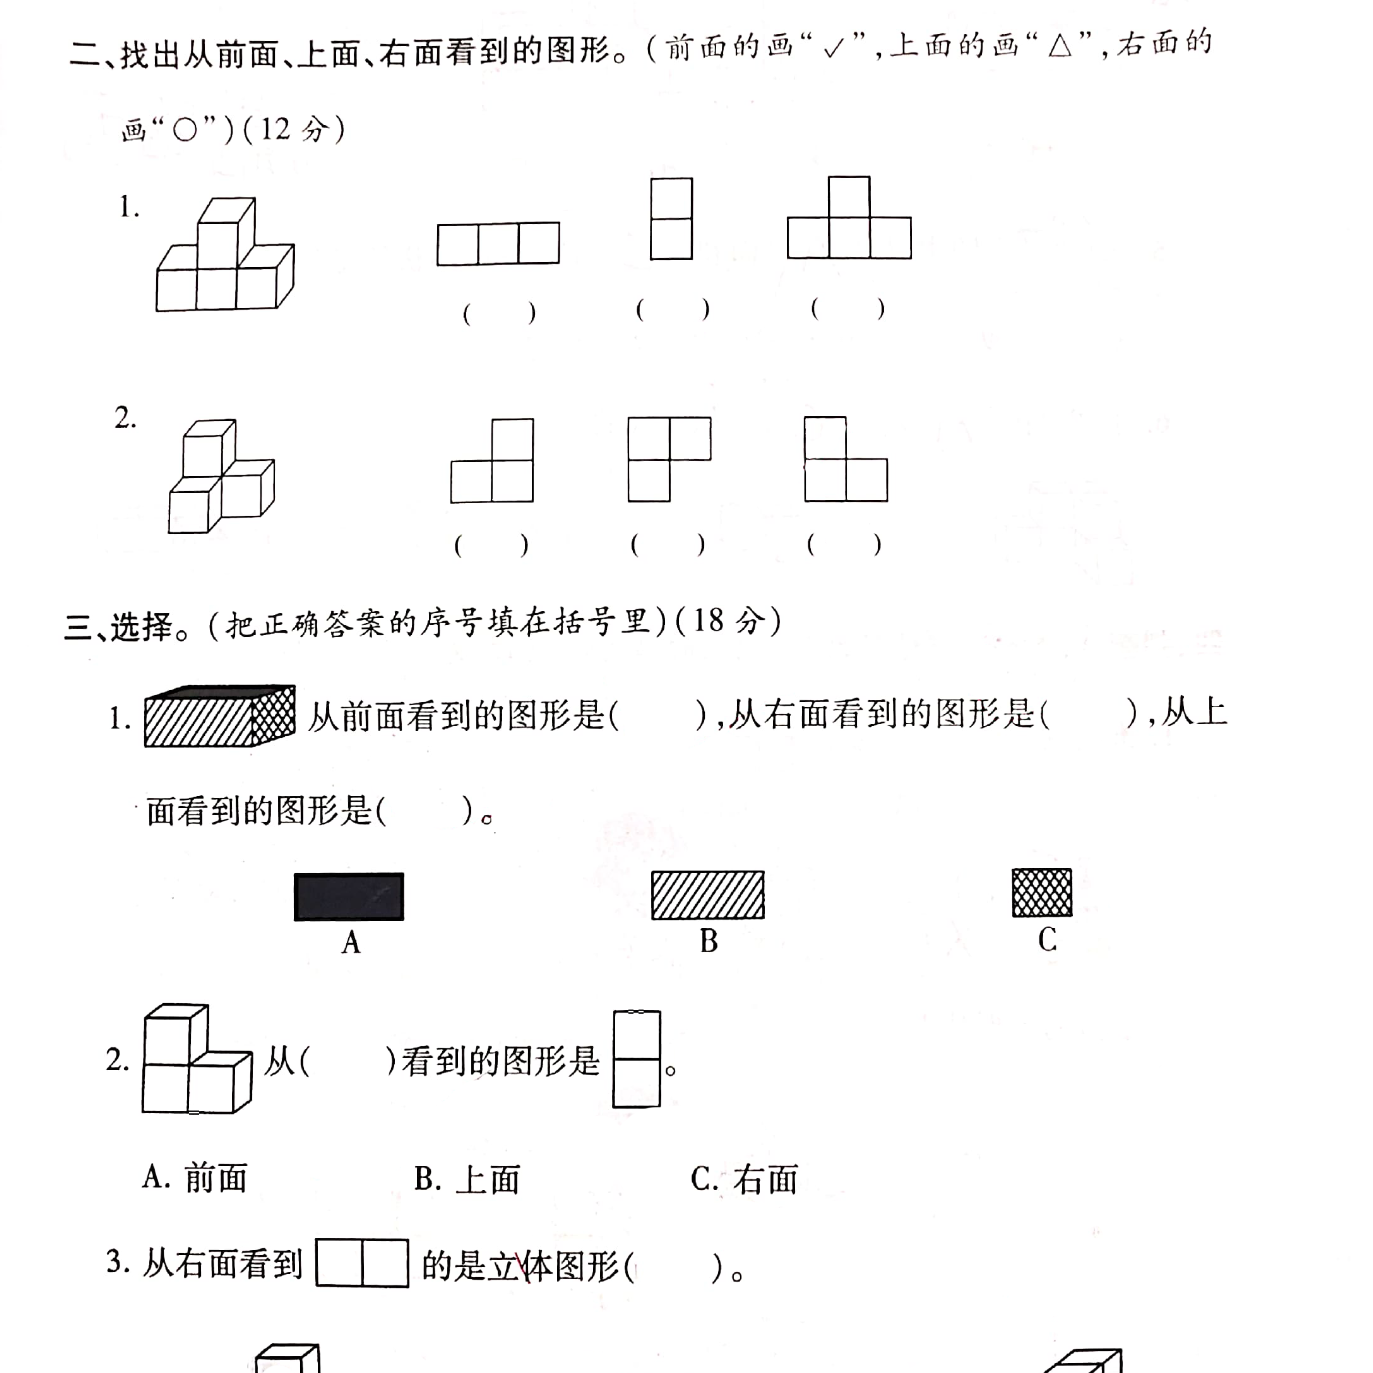 二、找出从前面、上面、右面看到的图形。(前面的画“✓”,上面的画“△”,右面的
画“○”)(12 分)
1.
(  ) (  ) (  )
2.
(  ) (  ) (  )
三、选择。(把正确答案的序号填在括号里)(18 分)
1. 从前面看到的图形是(  ),从右面看到的图形是(  ),从上
面看到的图形是(  )。
A B C
2. 从(  )看到的图形是 。
A. 前面 B. 上面 C. 右面
3. 从右面看到 的是立体图形(  )。